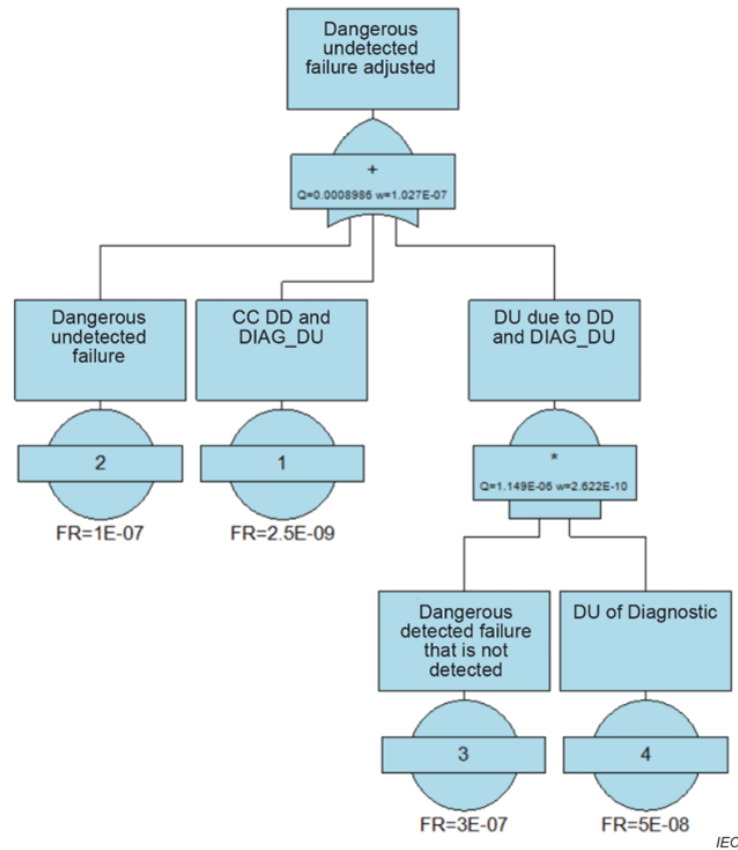 Dangerous
undetected
failure adjusted
+
Q=0.0008986 w=1.027E-07
Dangerous
undetected
failure
CC DD and
DIAG_DU
DU due to DD
and DIAG_DU
2
1
*
Q=1.149E-06 w=2.622E-10
FR=1E-07
FR=2.5E-09
Dangerous
detected failure
that is not
detected
DU of Diagnostic
3
4
FR=3E-07
FR=5E-08
IEC